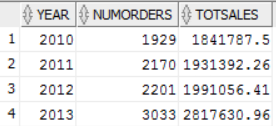 YEAR NUMORDERS TOTSALES
1 2010 1929 1841787.5
2 2011 2170 1931392.26
3 2012 2201 1991056.41
4 2013 3033 2817630.96